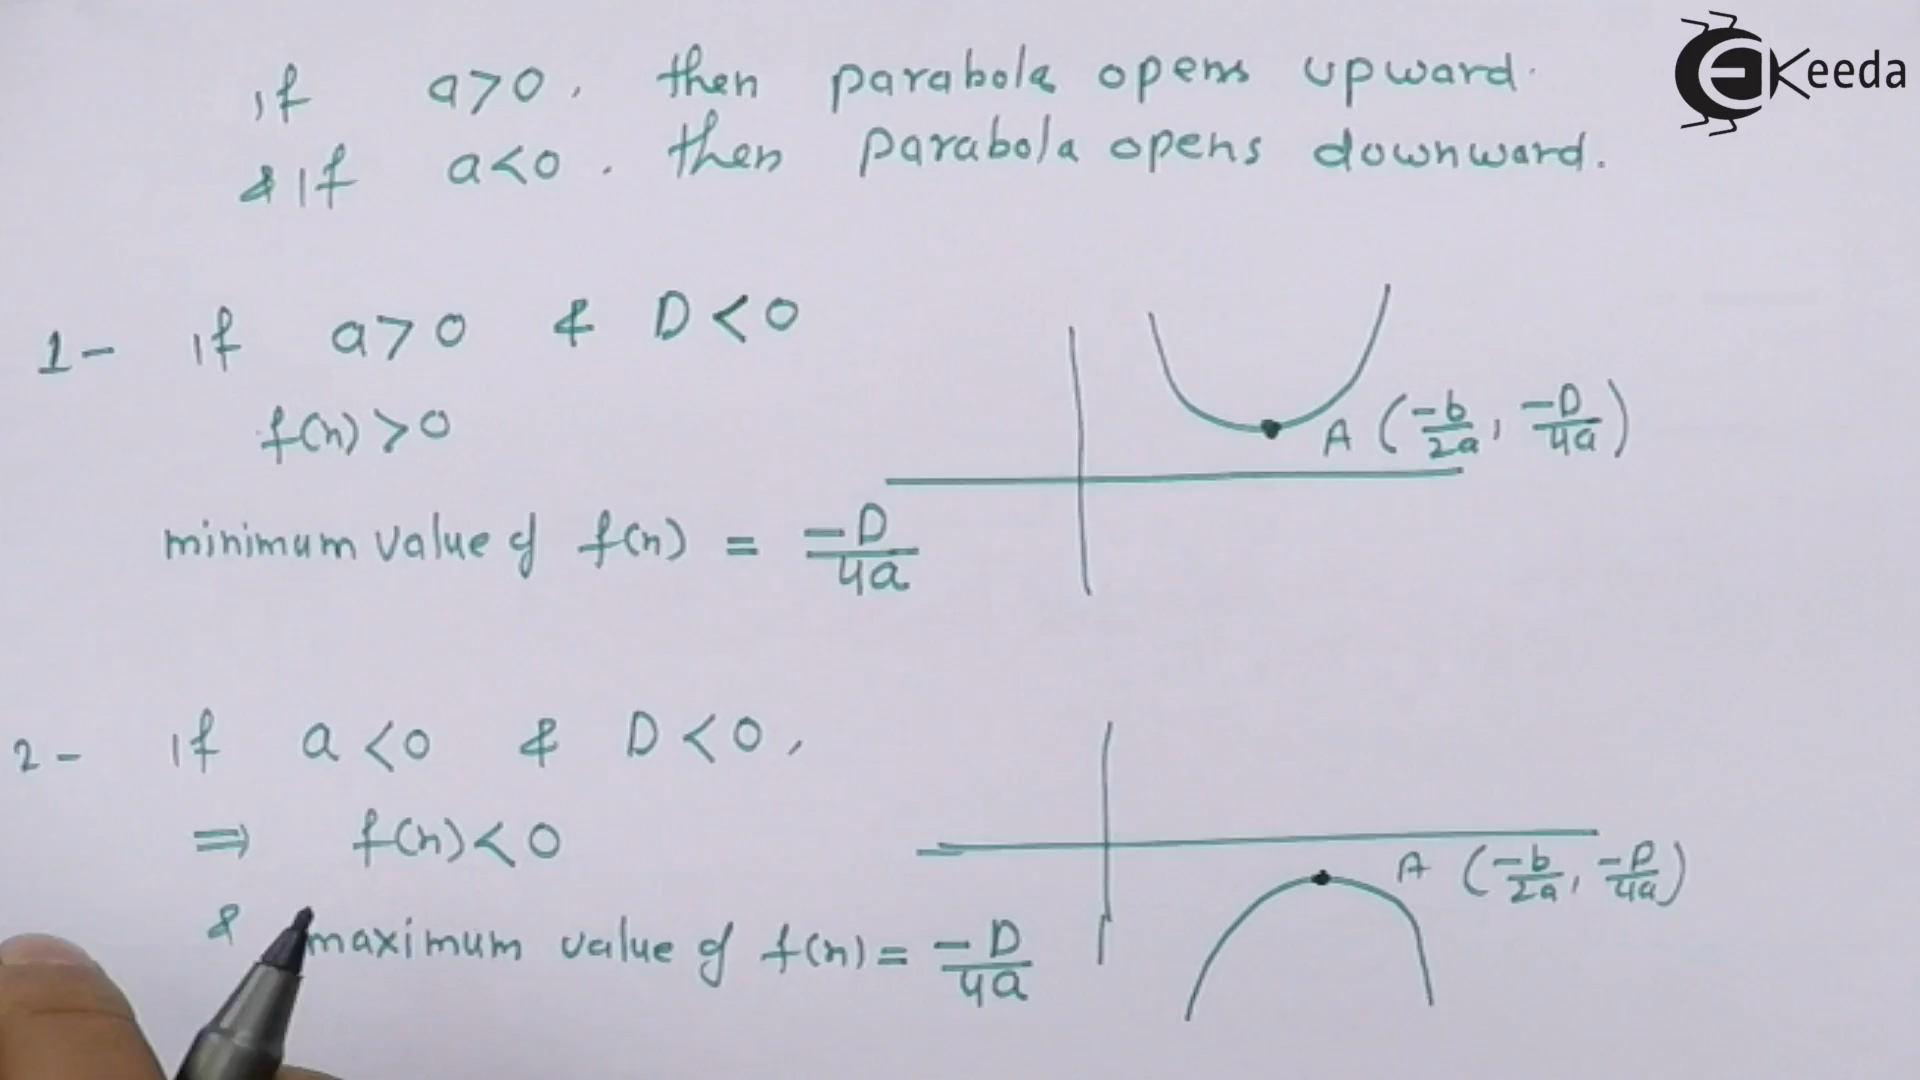 if a>0, then parabola opens upward.
& if a<0. then parabola opens downward.
1- if a>0 & D<0
f(x)>0
A (-b/2a, -D/4a)
minimum value of f(x) = -D/4a
2- if a<0 & D<0,
⇒ f(x)<0
A (-b/2a, -D/4a)
& maximum value of f(x) = -D/4a
EKeeda